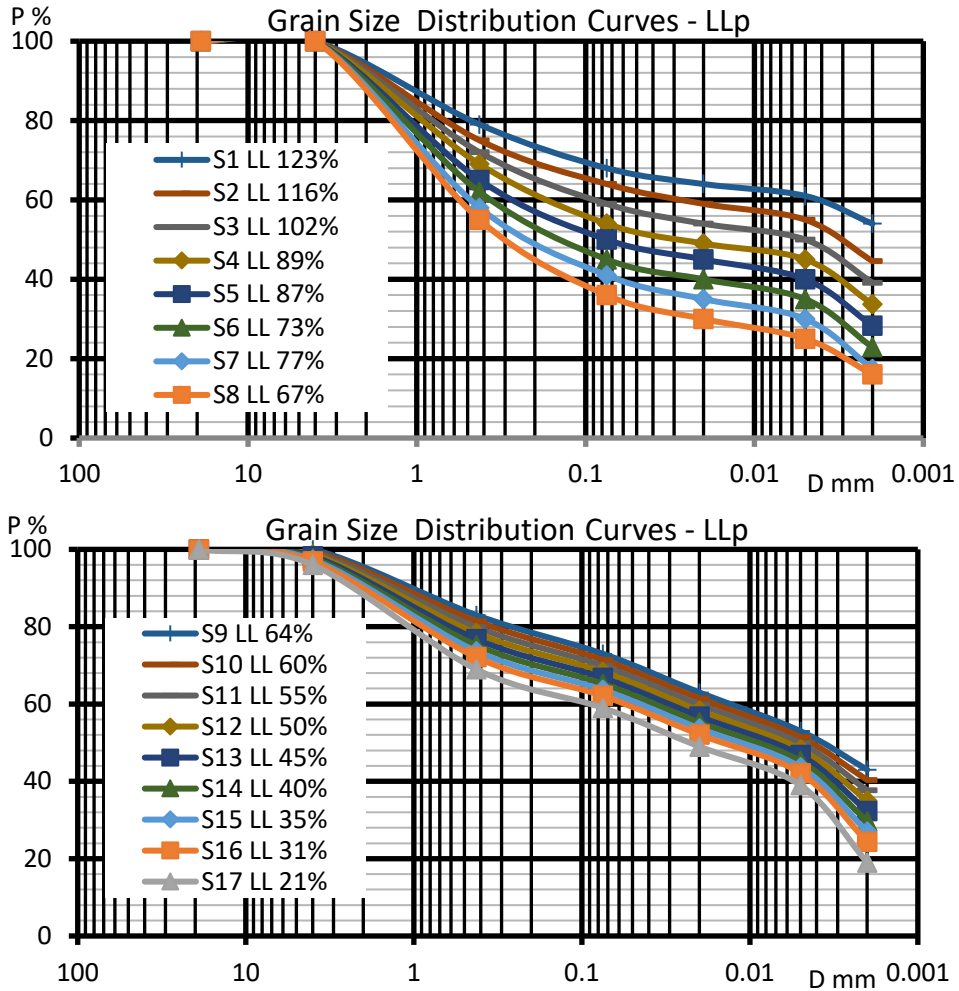 P %
Grain Size Distribution Curves - LLp
100
80
60
40
20
0
S1 LL 123%
S2 LL 116%
S3 LL 102%
S4 LL 89%
S5 LL 87%
S6 LL 73%
S7 LL 77%
S8 LL 67%
100 10 1 0.1 0.01 0.001
D mm
P %
Grain Size Distribution Curves - LLp
100
80
60
40
20
0
S9 LL 64%
S10 LL 60%
S11 LL 55%
S12 LL 50%
S13 LL 45%
S14 LL 40%
S15 LL 35%
S16 LL 31%
S17 LL 21%
100 10 1 0.1 0.01 0.001
D mm